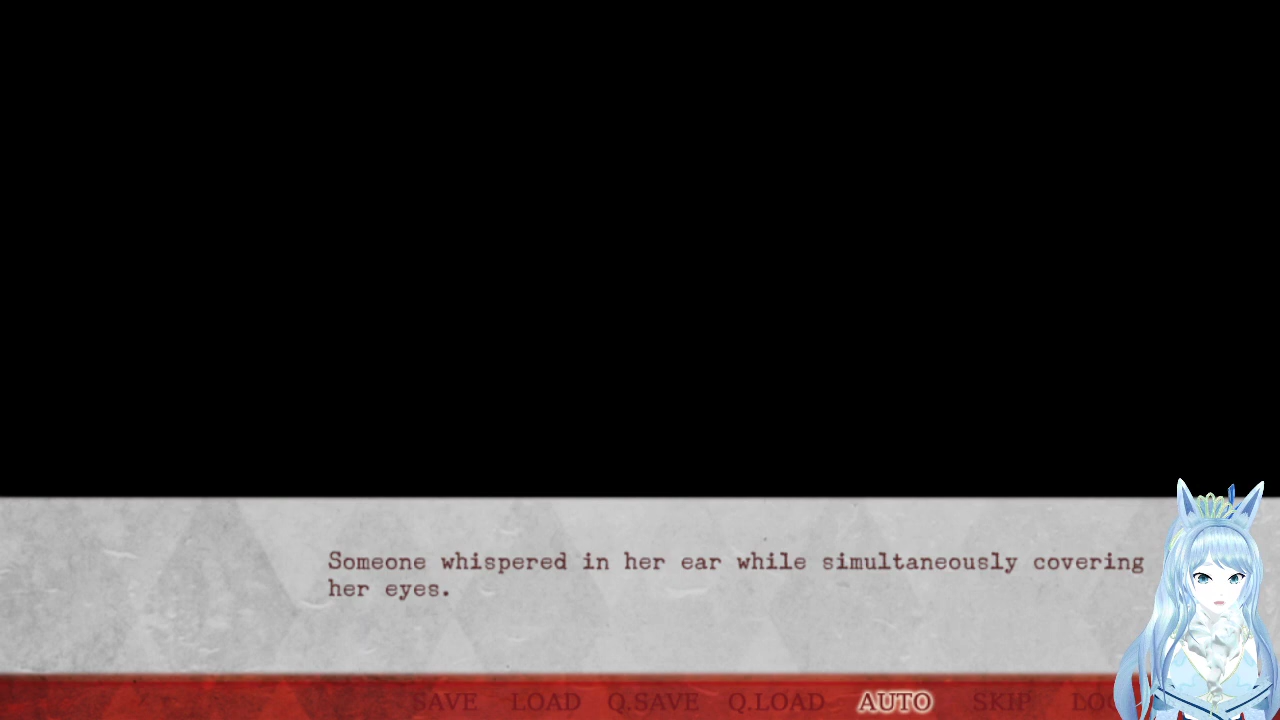 Someone whispered in her ear while simultaneously covering
her eyes.
SAVE LOAD Q.SAVE Q.LOAD AUTO SKIP